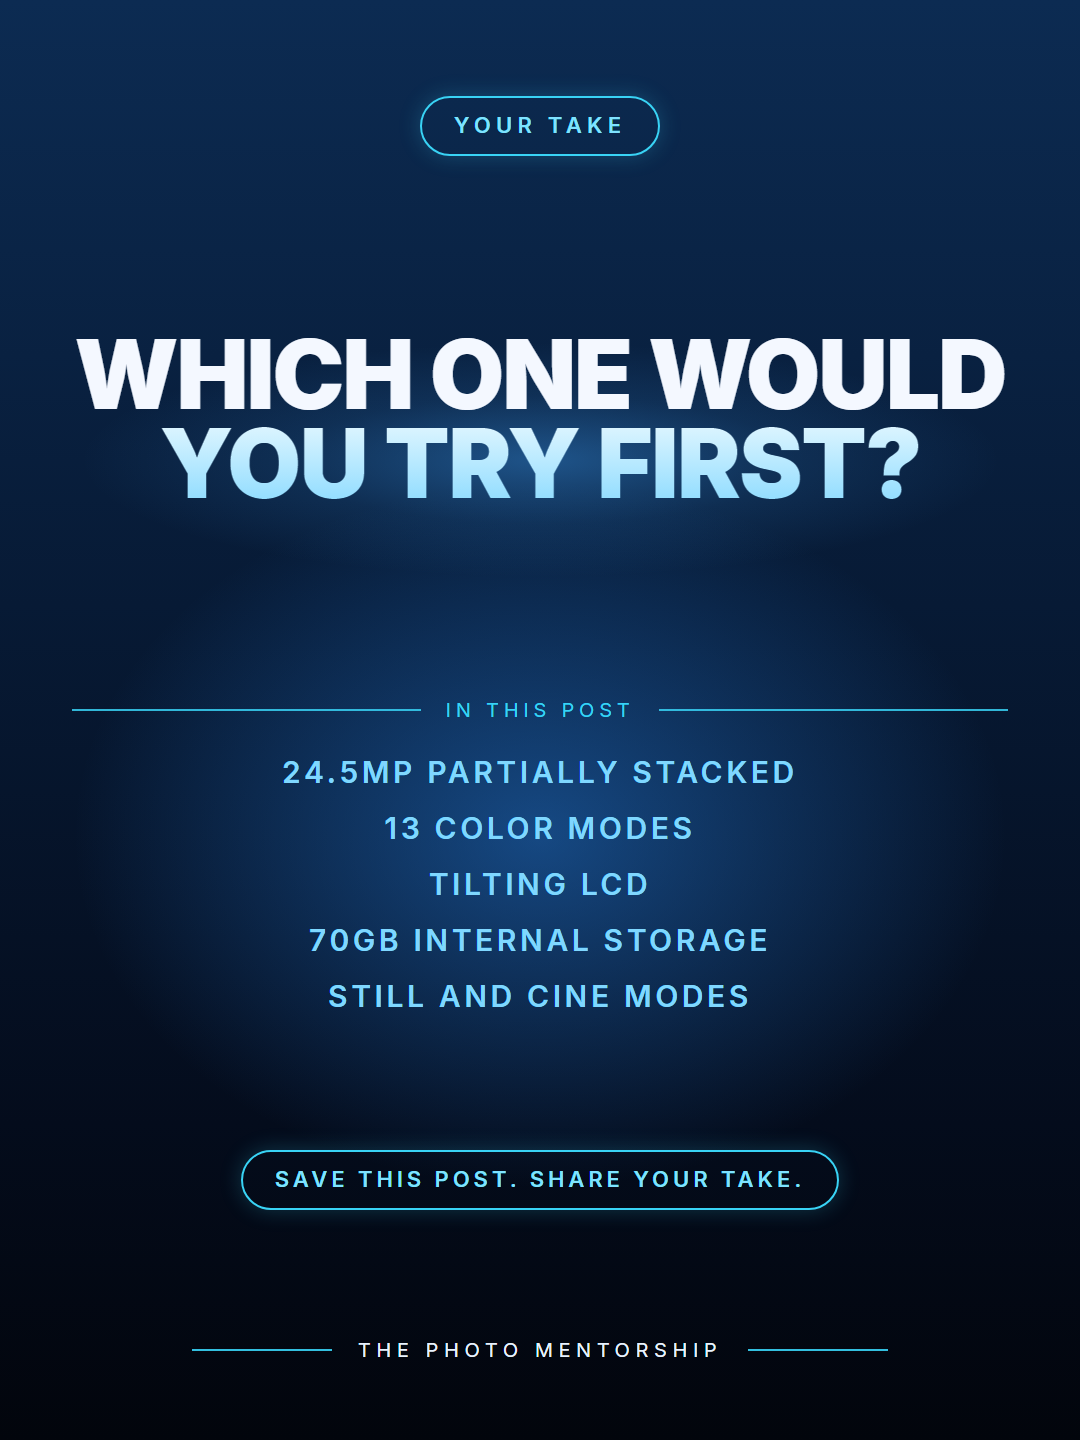 YOUR TAKE
WHICH ONE WOULD
YOU TRY FIRST?
IN THIS POST
24.5MP PARTIALLY STACKED
13 COLOR MODES
TILTING LCD
70GB INTERNAL STORAGE
STILL AND CINE MODES
SAVE THIS POST. SHARE YOUR TAKE.
THE PHOTO MENTORSHIP